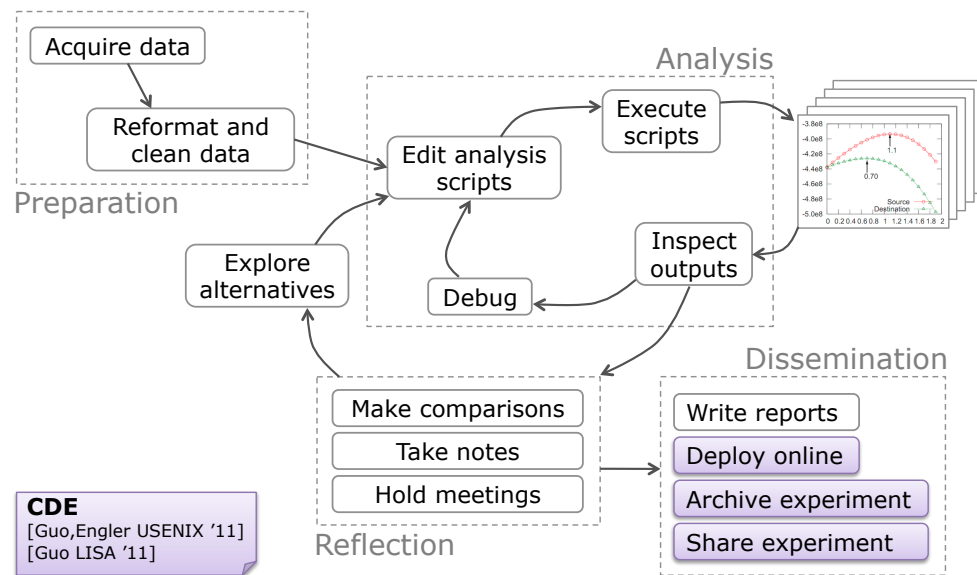 Acquire data
Reformat and
clean data
Preparation
Analysis
Edit analysis
scripts
Execute
scripts
-3.8e8
-4.0e8
-4.2e8
-4.4e8
-4.6e8
-4.8e8
-5.0e8
1.1
0.70
Source
Destination
0 0.2 0.4 0.6 0.8 1 1.2 1.4 1.6 1.8 2
Inspect
outputs
Debug
Explore
alternatives
Make comparisons
Take notes
Hold meetings
Reflection
Dissemination
Write reports
Deploy online
Archive experiment
Share experiment
CDE
[Guo,Engler USENIX ’11]
[Guo LISA ’11]